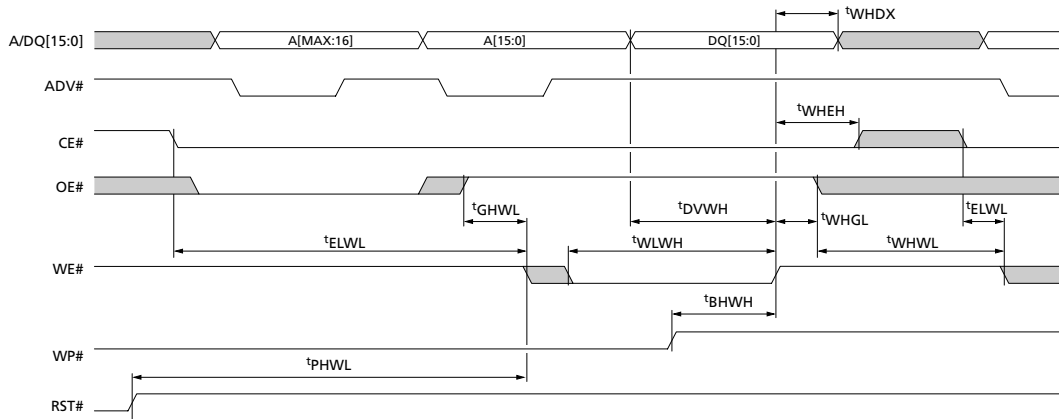 tWHDX
A/DQ[15:0] A[MAX:16] A[15:0] DQ[15:0]
ADV#
tWHEH
CE#
OE#
tGHWL tDVWH tWHGL tELWL
tELWL tWLWH tWHWL
WE#
tBHWH
WP#
tPHWL
RST#